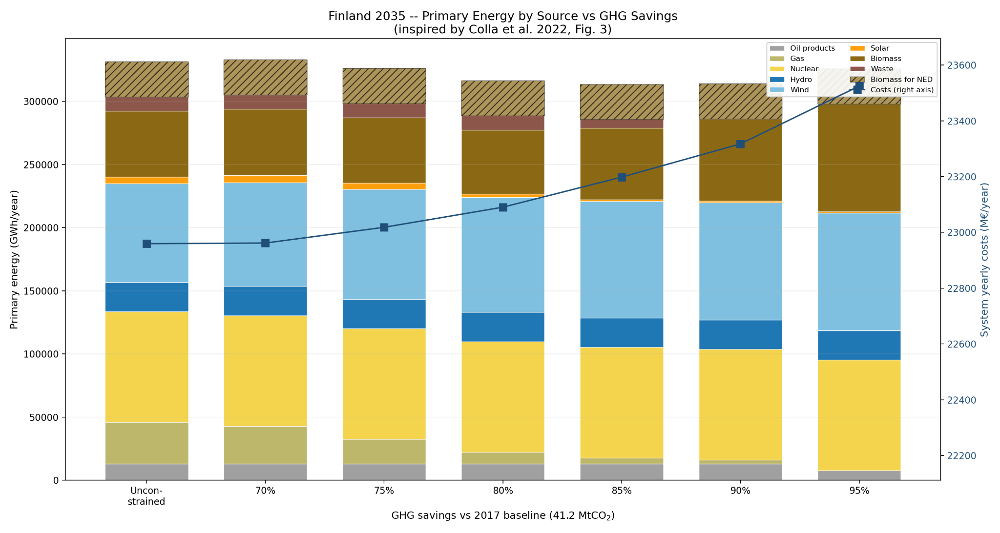 Finland 2035 -- Primary Energy by Source vs GHG Savings
(inspired by Colla et al. 2022, Fig. 3)
Oil products
Gas
Nuclear
Hydro
Wind
Solar
Biomass
Waste
Biomass for NED
Costs (right axis)
Primary energy (GWh/year)
300000
250000
200000
150000
100000
50000
0
23600
23400
23200
23000
22800
22600
22400
22200
System yearly costs (M€/year)
Uncon-
strained
70%
75%
80%
85%
90%
95%
GHG savings vs 2017 baseline (41.2 MtCO₂)